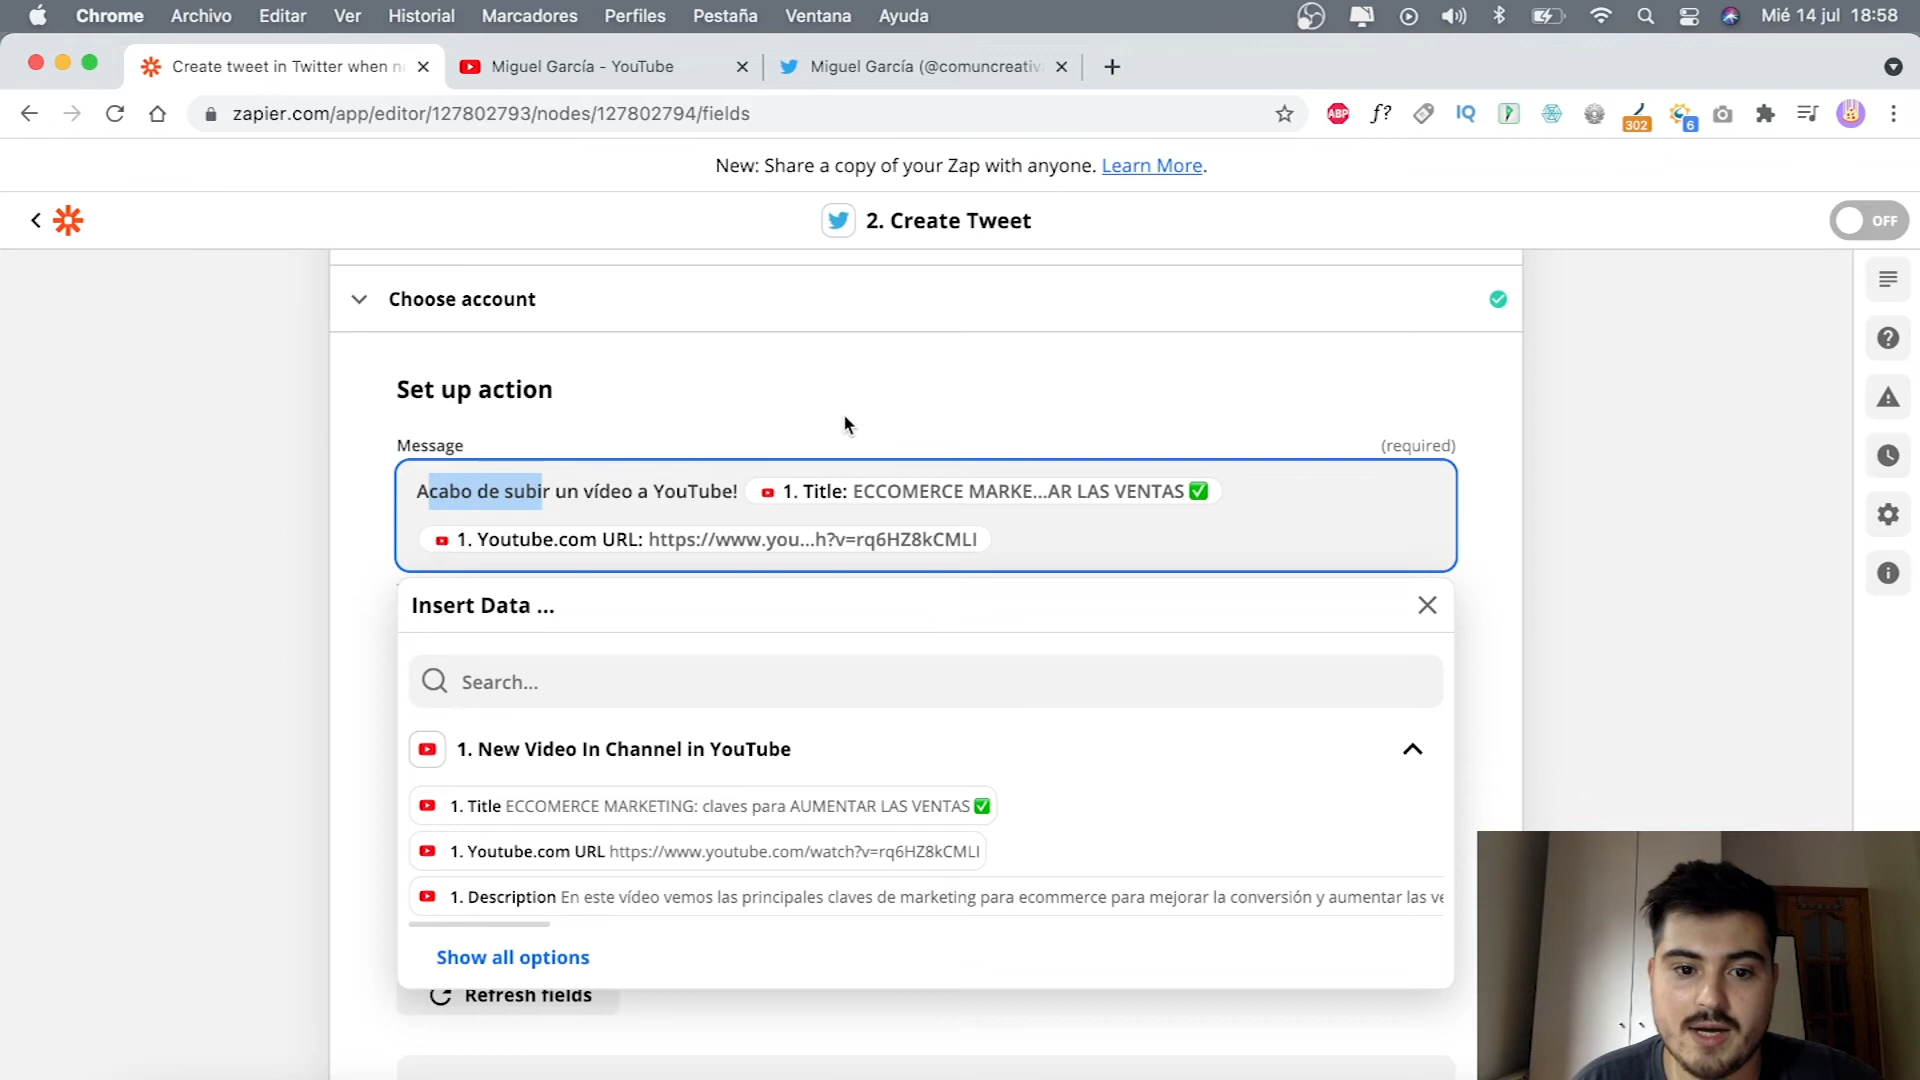 Chrome Archivo Editar Ver Historial Marcadores Perfiles Pestaña Ventana Ayuda Mié 14 jul 18:58
Create tweet in Twitter when n Miguel García - YouTube Miguel García (@comuncreativ
zapier.com/app/editor/127802793/nodes/127802794/fields ABP ƒ? IQ 302 6
New: Share a copy of your Zap with anyone. Learn More.
2. Create Tweet OFF
Choose account
Set up action
Message (required)
Acabo de subir un vídeo a YouTube! 1. Title: ECCOMERCE MARKE...AR LAS VENTAS ✅
1. Youtube.com URL: https://www.you...h?v=rq6HZ8kCMLI
Insert Data ...
Search...
1. New Video In Channel in YouTube
1. Title ECCOMERCE MARKETING: claves para AUMENTAR LAS VENTAS ✅
1. Youtube.com URL https://www.youtube.com/watch?v=rq6HZ8kCMLI
1. Description En este vídeo vemos las principales claves de marketing para ecommerce para mejorar la conversión y aumentar las ve
Show all options
Refresh fields